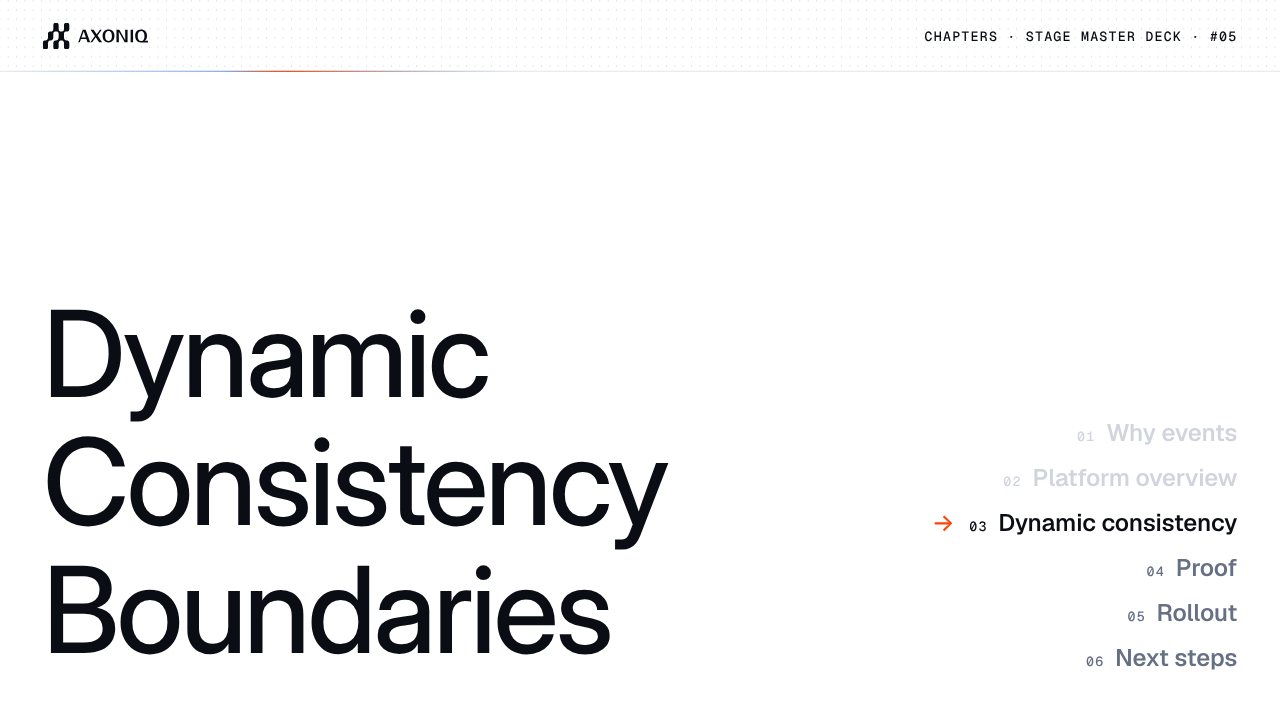 AXONIQ
CHAPTERS · STAGE MASTER DECK · #05
Dynamic
Consistency
Boundaries
01 Why events
02 Platform overview
→ 03 Dynamic consistency
04 Proof
05 Rollout
06 Next steps